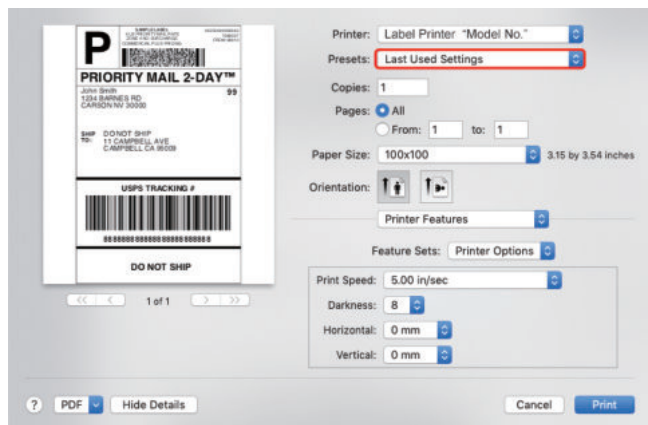 P
SAMPLE LABEL
PRIORITY MAIL 2-DAY™
John Smith
99
1234 BARNES RD
CARSON NV 30000
SHIP TO:
DONOT SHIP
11 CAMPBELL AVE
CAMPBELL CA 95009
USPS TRACKING #
DO NOT SHIP
<< < 1 of 1 > >>
Printer: Label Printer “Model No.”
Presets: Last Used Settings
Copies: 1
Pages: All
From: 1 to: 1
Paper Size: 100x100 3.15 by 3.54 inches
Orientation:
Printer Features
Feature Sets: Printer Options
Print Speed: 5.00 in/sec
Darkness: 8
Horizontal: 0 mm
Vertical: 0 mm
? PDF Hide Details Cancel Print